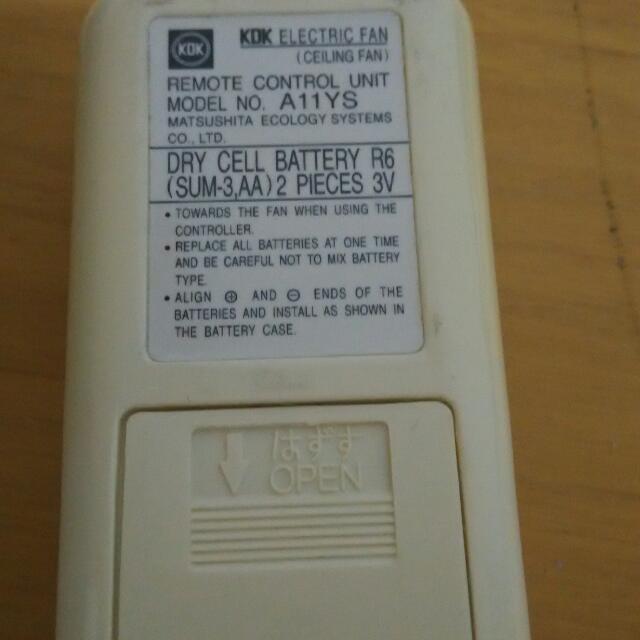 KDK
KDK ELECTRIC FAN
(CEILING FAN)
REMOTE CONTROL UNIT
MODEL NO. A11YS
MATSUSHITA ECOLOGY SYSTEMS
CO., LTD.
DRY CELL BATTERY R6
(SUM-3,AA)2 PIECES 3V
• TOWARDS THE FAN WHEN USING THE
CONTROLLER.
• REPLACE ALL BATTERIES AT ONE TIME
AND BE CAREFUL NOT TO MIX BATTERY
TYPE.
• ALIGN ⊕ AND ⊖ ENDS OF THE
BATTERIES AND INSTALL AS SHOWN IN
THE BATTERY CASE.
はずす
OPEN